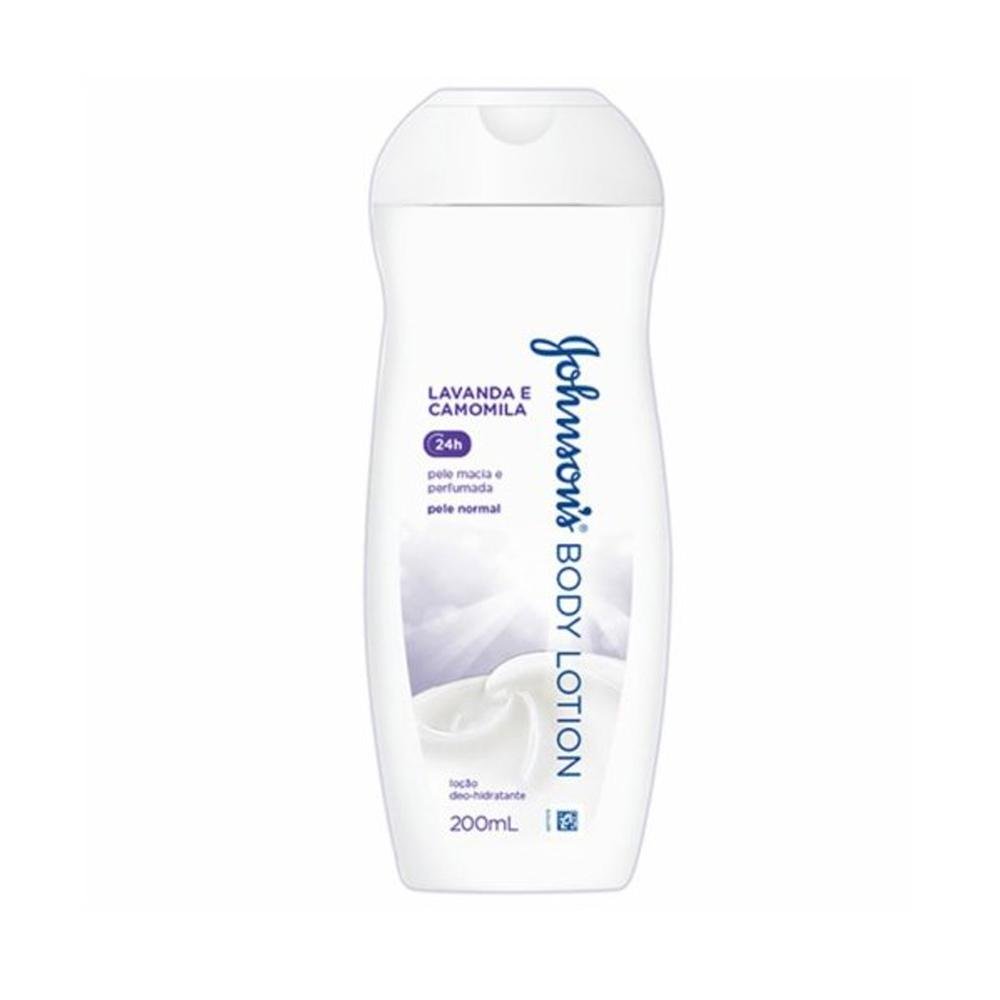 LAVANDA E
CAMOMILA
24h
pele macia e
perfumada
pele normal
Johnson's® BODY LOTION
loção
deo-hidratante
200mL